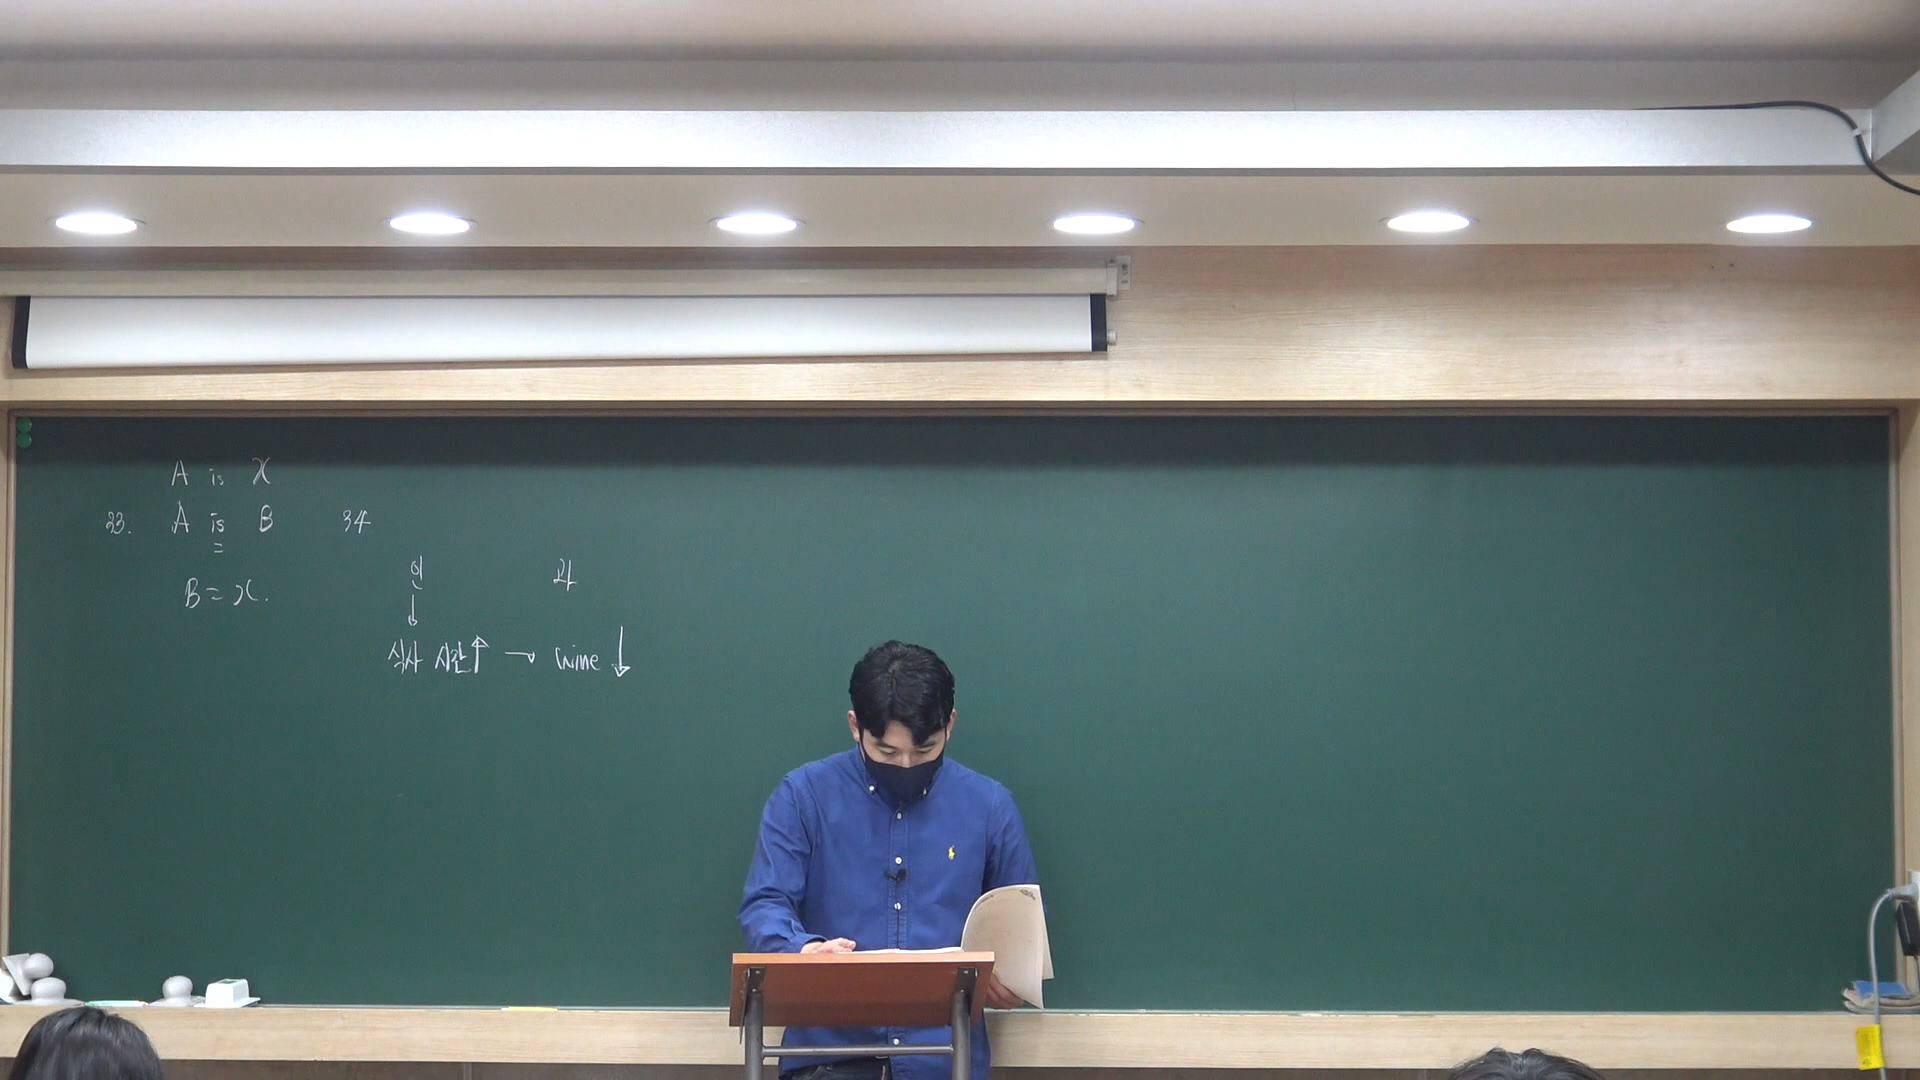 A is x
33. A is B 34
B = x.
인 과
↓
식사 시간↑ → wine ↓